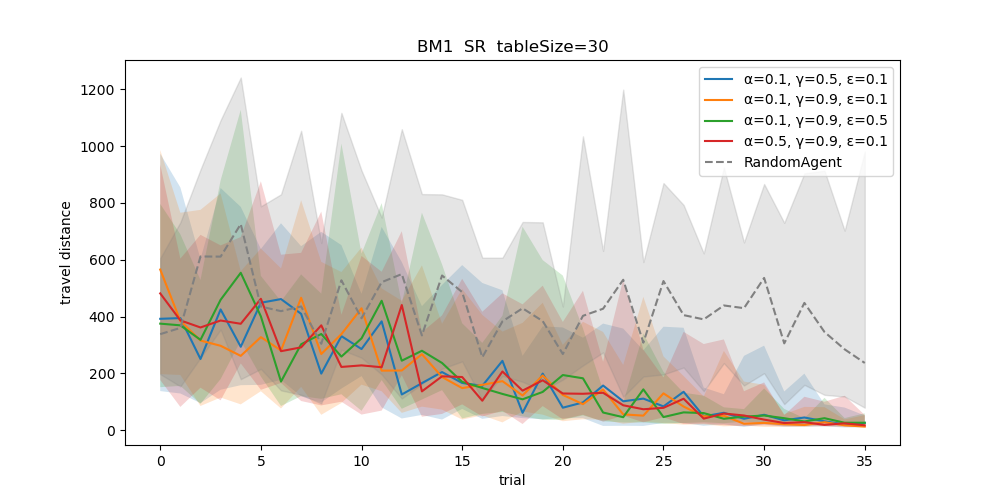 BM1  SR  tableSize=30
1200
1000
800
600
400
200
0
travel distance
α=0.1, γ=0.5, ε=0.1
α=0.1, γ=0.9, ε=0.1
α=0.1, γ=0.9, ε=0.5
α=0.5, γ=0.9, ε=0.1
RandomAgent
0 5 10 15 20 25 30 35
trial